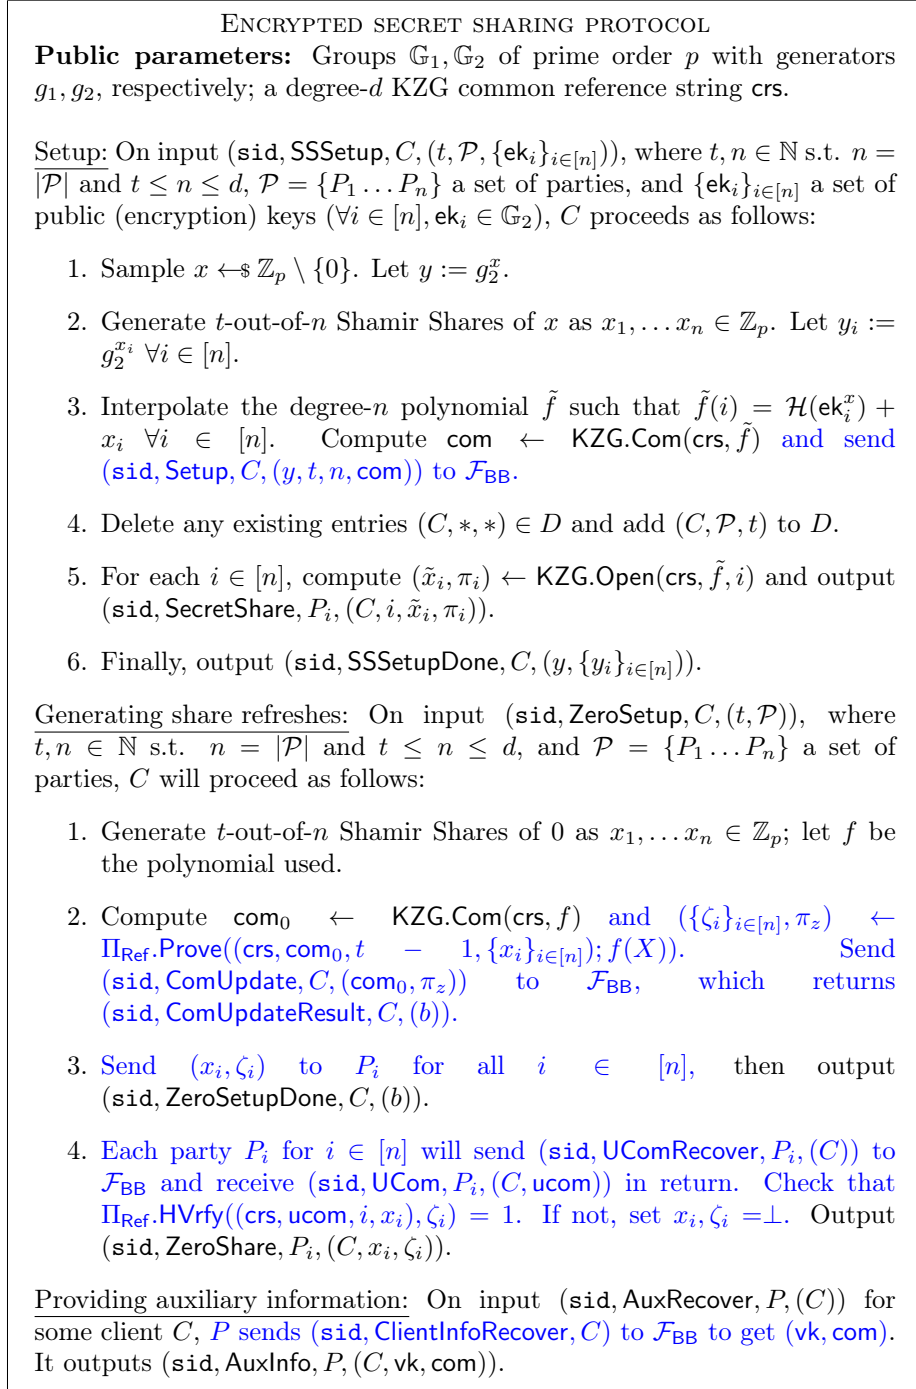 ENCRYPTED SECRET SHARING PROTOCOL
Public parameters: Groups 𝔾₁, 𝔾₂ of prime order p with generators
g₁, g₂, respectively; a degree-d KZG common reference string crs.
Setup: On input (sid, SSSetup, C, (t, 𝒫, {ekᵢ}ᵢ∈[n])), where t, n ∈ ℕ s.t. n =
|𝒫| and t ≤ n ≤ d, 𝒫 = {P₁ … Pₙ} a set of parties, and {ekᵢ}ᵢ∈[n] a set of
public (encryption) keys (∀i ∈ [n], ekᵢ ∈ 𝔾₂), C proceeds as follows:
1. Sample x ←$ ℤₚ \ {0}. Let y := g₂ˣ.
2. Generate t-out-of-n Shamir Shares of x as x₁, … xₙ ∈ ℤₚ. Let yᵢ :=
g₂^{xᵢ} ∀i ∈ [n].
3. Interpolate the degree-n polynomial f̃ such that f̃(i) = ℋ(ekᵢˣ) +
xᵢ ∀i ∈ [n]. Compute com ← KZG.Com(crs, f̃) and send
(sid, Setup, C, (y, t, n, com)) to ℱ_BB.
4. Delete any existing entries (C, ∗, ∗) ∈ D and add (C, 𝒫, t) to D.
5. For each i ∈ [n], compute (x̃ᵢ, πᵢ) ← KZG.Open(crs, f̃, i) and output
(sid, SecretShare, Pᵢ, (C, i, x̃ᵢ, πᵢ)).
6. Finally, output (sid, SSSetupDone, C, (y, {yᵢ}ᵢ∈[n])).
Generating share refreshes: On input (sid, ZeroSetup, C, (t, 𝒫)), where
t, n ∈ ℕ s.t. n = |𝒫| and t ≤ n ≤ d, and 𝒫 = {P₁ … Pₙ} a set of
parties, C will proceed as follows:
1. Generate t-out-of-n Shamir Shares of 0 as x₁, … xₙ ∈ ℤₚ; let f be
the polynomial used.
2. Compute com₀ ← KZG.Com(crs, f) and ({ζᵢ}ᵢ∈[n], π_z) ←
Π_Ref.Prove((crs, com₀, t − 1, {xᵢ}ᵢ∈[n]); f(X)). Send
(sid, ComUpdate, C, (com₀, π_z)) to ℱ_BB, which returns
(sid, ComUpdateResult, C, (b)).
3. Send (xᵢ, ζᵢ) to Pᵢ for all i ∈ [n], then output
(sid, ZeroSetupDone, C, (b)).
4. Each party Pᵢ for i ∈ [n] will send (sid, UComRecover, Pᵢ, (C)) to
ℱ_BB and receive (sid, UCom, Pᵢ, (C, ucom)) in return. Check that
Π_Ref.HVrfy((crs, ucom, i, xᵢ), ζᵢ) = 1. If not, set xᵢ, ζᵢ =⊥. Output
(sid, ZeroShare, Pᵢ, (C, xᵢ, ζᵢ)).
Providing auxiliary information: On input (sid, AuxRecover, P, (C)) for
some client C, P sends (sid, ClientInfoRecover, C) to ℱ_BB to get (vk, com).
It outputs (sid, AuxInfo, P, (C, vk, com)).